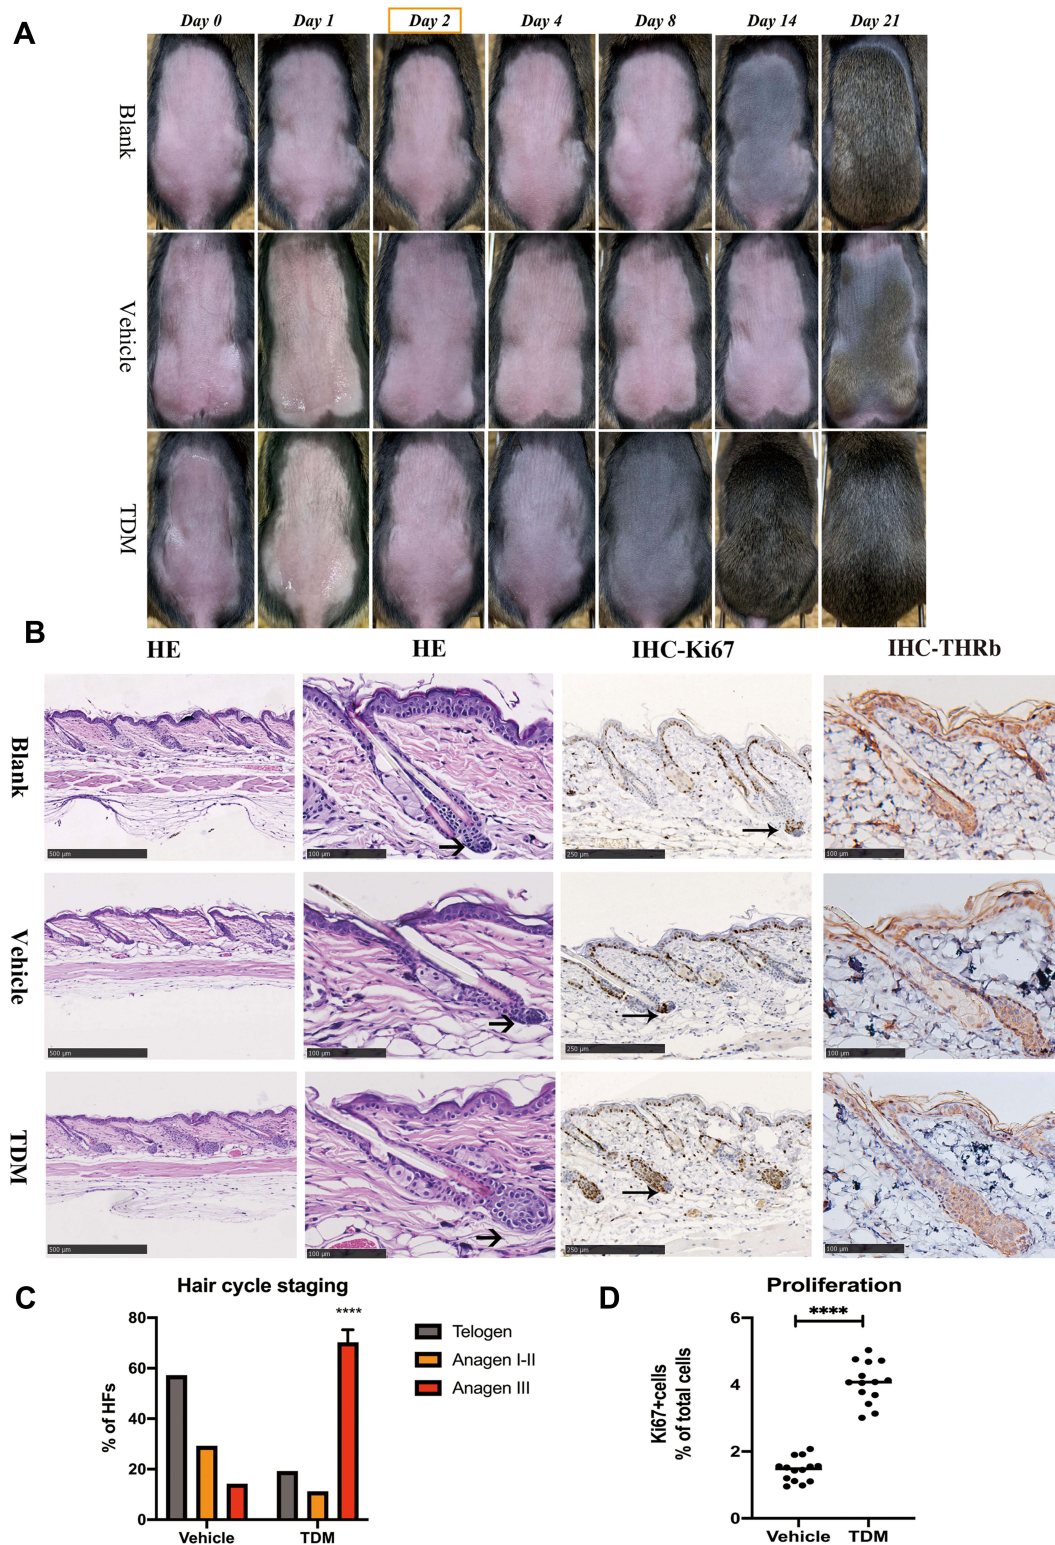 A
Day 0 Day 1 Day 2 Day 4 Day 8 Day 14 Day 21
Blank
Vehicle
TDM
B
HE HE IHC-Ki67 IHC-THRb
Blank
500 μm 100 μm 250 μm 100 μm
Vehicle
500 μm 100 μm 250 μm 100 μm
TDM
500 μm 100 μm 250 μm 100 μm
C
Hair cycle staging
% of HFs
80
60
40
20
0
****
Vehicle TDM
Telogen
Anagen I-II
Anagen III
D
Proliferation
Ki67+cells
% of total cells
6
4
2
0
****
Vehicle TDM